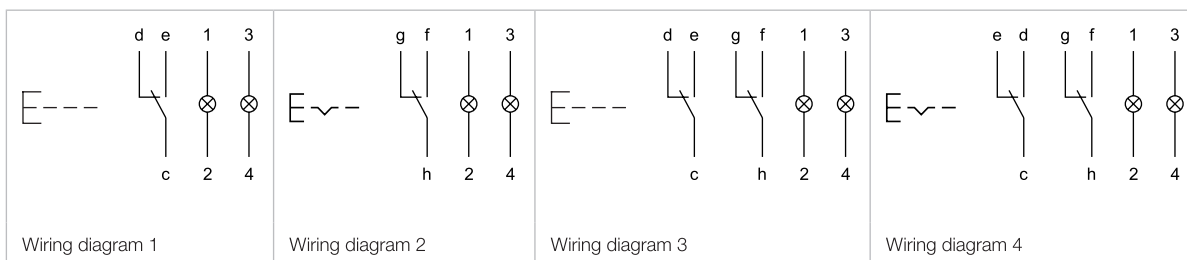 d e 1 3 g f 1 3 d e g f 1 3 e d g f 1 3
c 2 4 h 2 4 c h 2 4 c h 2 4
Wiring diagram 1 Wiring diagram 2 Wiring diagram 3 Wiring diagram 4